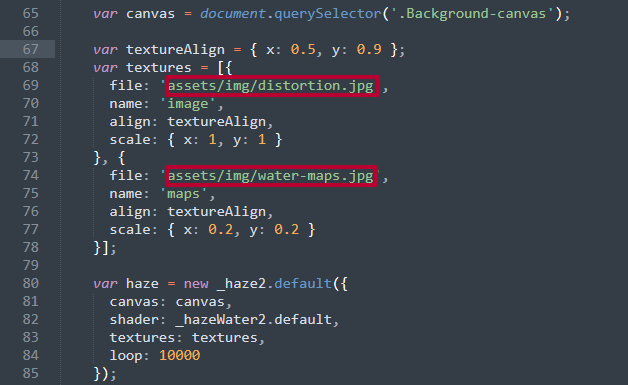 65 var canvas = document.querySelector('.Background-canvas');
66
67 var textureAlign = { x: 0.5, y: 0.9 };
68 var textures = [{
69 file: 'assets/img/distortion.jpg',
70 name: 'image',
71 align: textureAlign,
72 scale: { x: 1, y: 1 }
73 }, {
74 file: 'assets/img/water-maps.jpg',
75 name: 'maps',
76 align: textureAlign,
77 scale: { x: 0.2, y: 0.2 }
78 }];
79
80 var haze = new _haze2.default({
81 canvas: canvas,
82 shader: _hazeWater2.default,
83 textures: textures,
84 loop: 10000
85 });